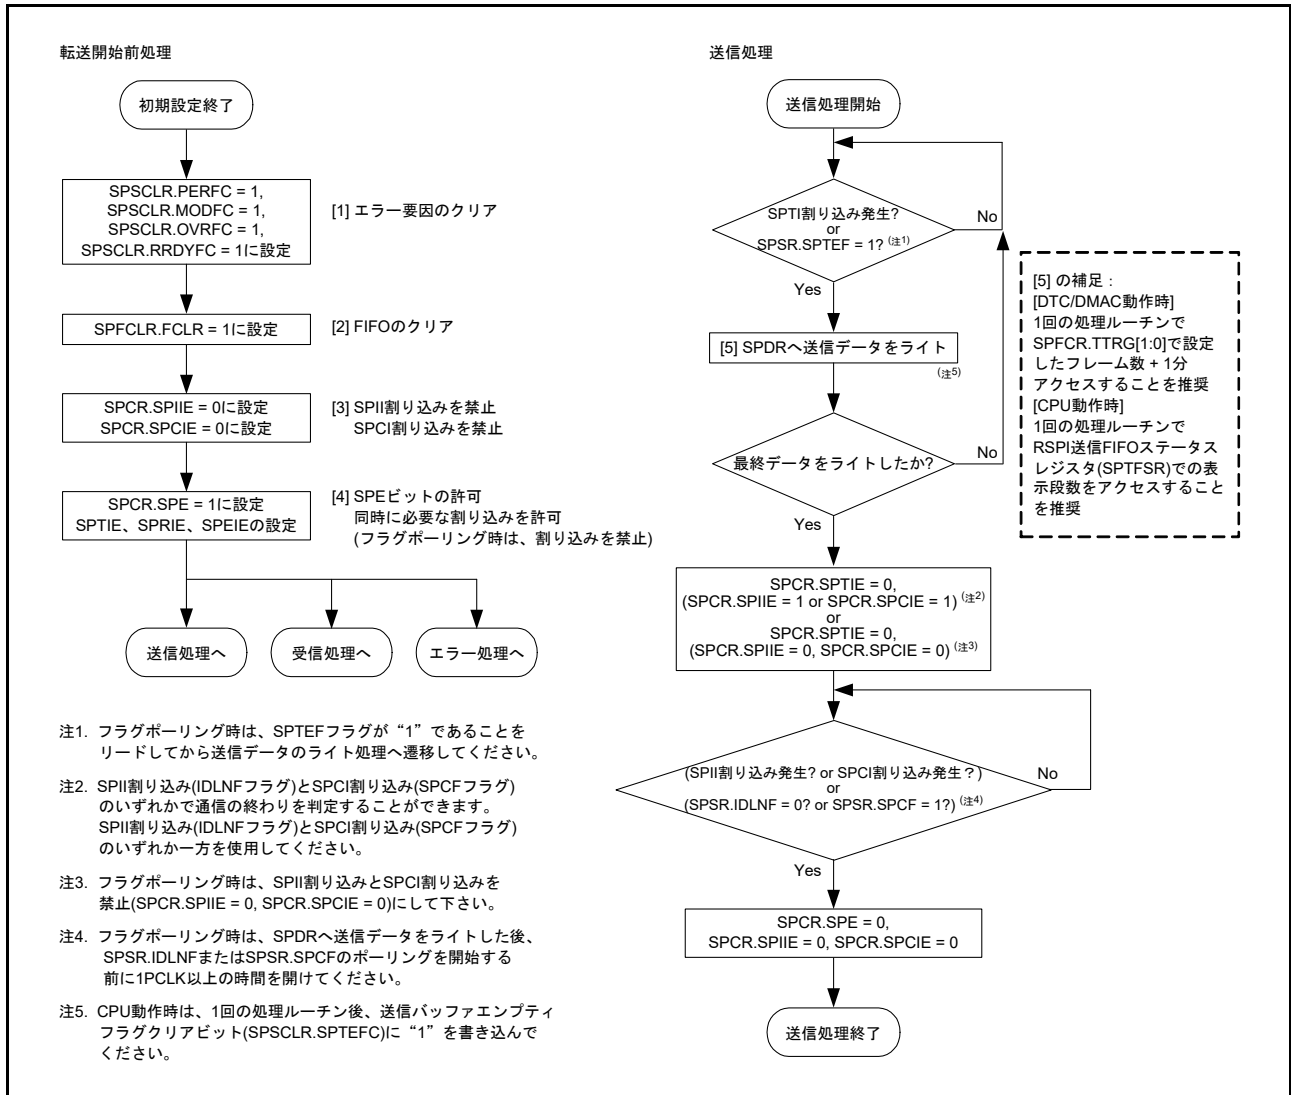 転送開始前処理
初期設定終了
SPSCLR.PERFC = 1,
SPSCLR.MODFC = 1,
SPSCLR.OVRFC = 1,
SPSCLR.RRDYFC = 1に設定
[1] エラー要因のクリア
SPFCLR.FCLR = 1に設定
[2] FIFOのクリア
SPCR.SPIIE = 0に設定
SPCR.SPCIE = 0に設定
[3] SPII割り込みを禁止
SPCI割り込みを禁止
SPCR.SPE = 1に設定
SPTIE、SPRIE、SPEIEの設定
[4] SPEビットの許可
同時に必要な割り込みを許可
(フラグポーリング時は、割り込みを禁止)
送信処理へ
受信処理へ
エラー処理へ
注1. フラグポーリング時は、SPTEFフラグが“1”であることを
リードしてから送信データのライト処理へ遷移してください。
注2. SPII割り込み(IDLNFフラグ)とSPCI割り込み(SPCFフラグ)
のいずれかで通信の終わりを判定することができます。
SPII割り込み(IDLNFフラグ)とSPCI割り込み(SPCFフラグ)
のいずれか一方を使用してください。
注3. フラグポーリング時は、SPII割り込みとSPCI割り込みを
禁止(SPCR.SPIIE = 0, SPCR.SPCIE = 0)にして下さい。
注4. フラグポーリング時は、SPDRへ送信データをライトした後、
SPSR.IDLNFまたはSPSR.SPCFのポーリングを開始する
前に1PCLK以上の時間を開けてください。
注5. CPU動作時は、1回の処理ルーチン後、送信バッファエンプティ
フラグクリアビット(SPSCLR.SPTEFC)に“1”を書き込んで
ください。
送信処理
送信処理開始
SPTI割り込み発生?
or
SPSR.SPTEF = 1? (注1)
No
Yes
[5] SPDRへ送信データをライト
(注5)
最終データをライトしたか?
No
Yes
[5] の補足：
[DTC/DMAC動作時]
1回の処理ルーチンで
SPFCR.TTRG[1:0]で設定
したフレーム数 + 1分
アクセスすることを推奨
[CPU動作時]
1回の処理ルーチンで
RSPI送信FIFOステータス
レジスタ(SPTFSR)での表
示段数をアクセスすること
を推奨
SPCR.SPTIE = 0,
(SPCR.SPIIE = 1 or SPCR.SPCIE = 1) (注2)
or
SPCR.SPTIE = 0,
(SPCR.SPIIE = 0, SPCR.SPCIE = 0) (注3)
(SPII割り込み発生? or SPCI割り込み発生？)
or
(SPSR.IDLNF = 0? or SPSR.SPCF = 1?) (注4)
No
Yes
SPCR.SPE = 0,
SPCR.SPIIE = 0, SPCR.SPCIE = 0
送信処理終了